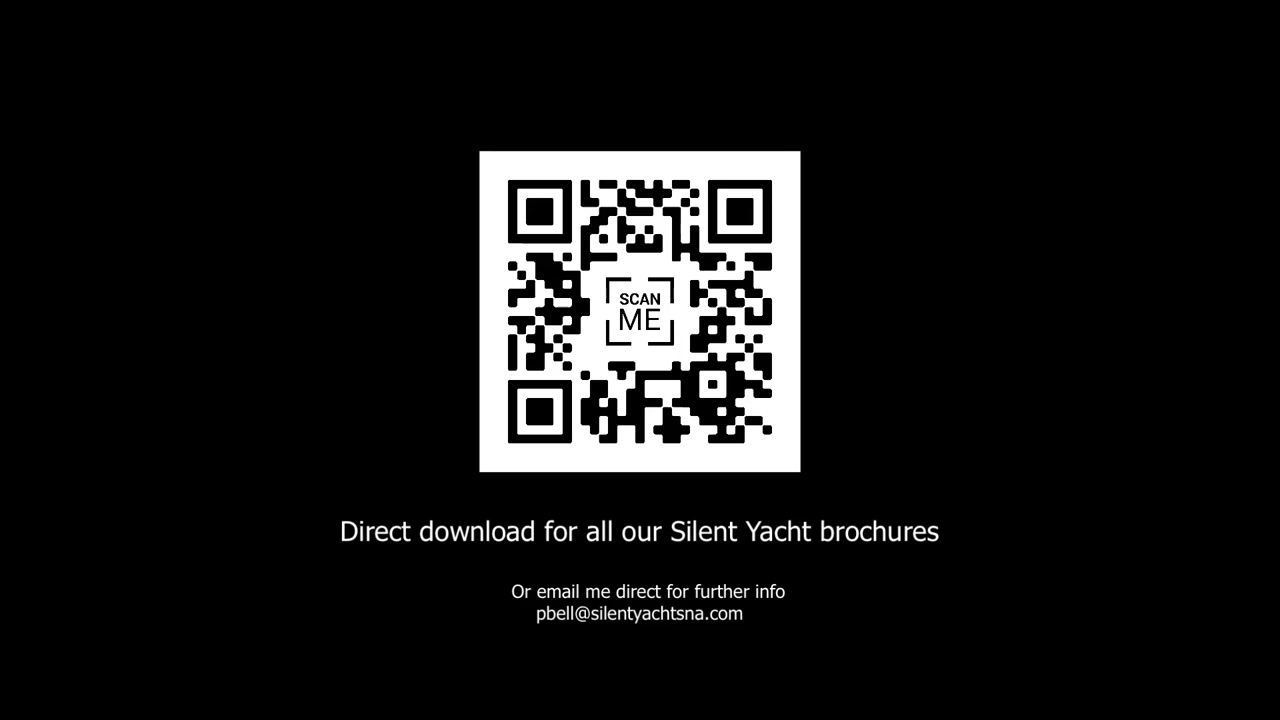 SCAN
ME
Direct download for all our Silent Yacht brochures
Or email me direct for further info
pbell@silentyachtsna.com